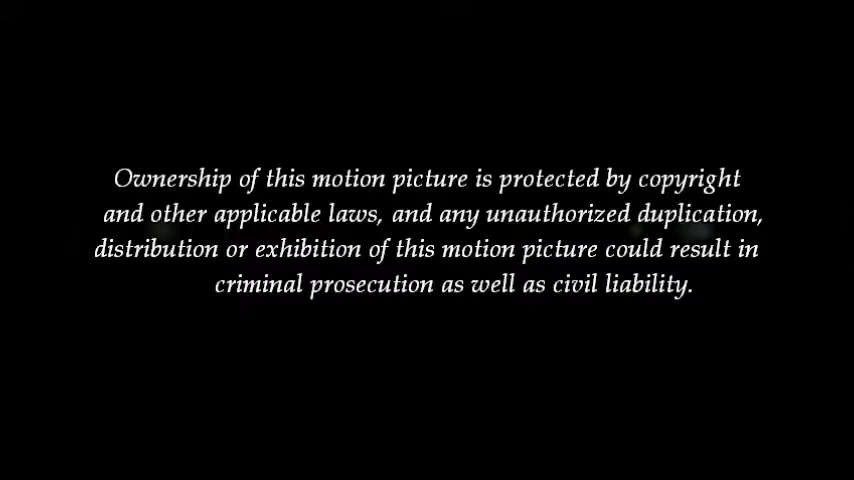 Ownership of this motion picture is protected by copyright
and other applicable laws, and any unauthorized duplication,
distribution or exhibition of this motion picture could result in
criminal prosecution as well as civil liability.